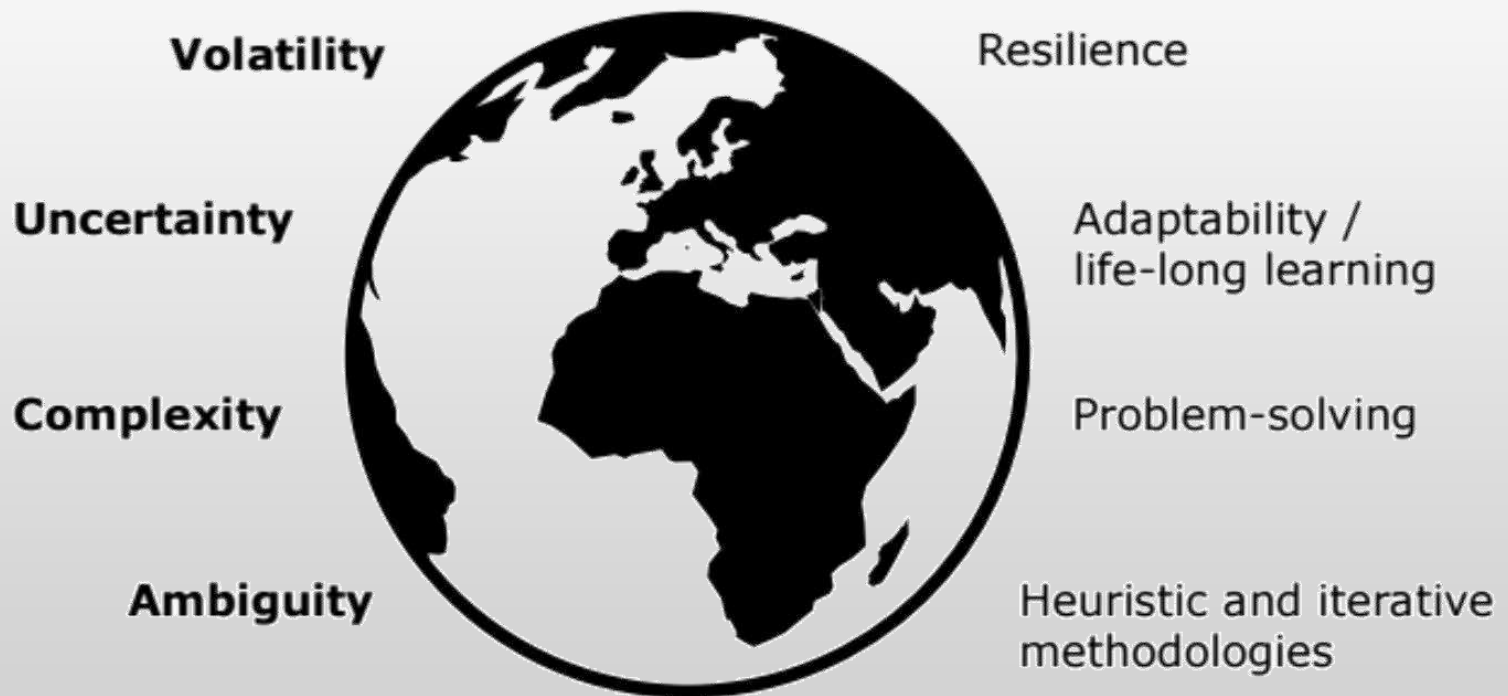 Volatility
Resilience
Uncertainty
Adaptability /
life-long learning
Complexity
Problem-solving
Ambiguity
Heuristic and iterative
methodologies